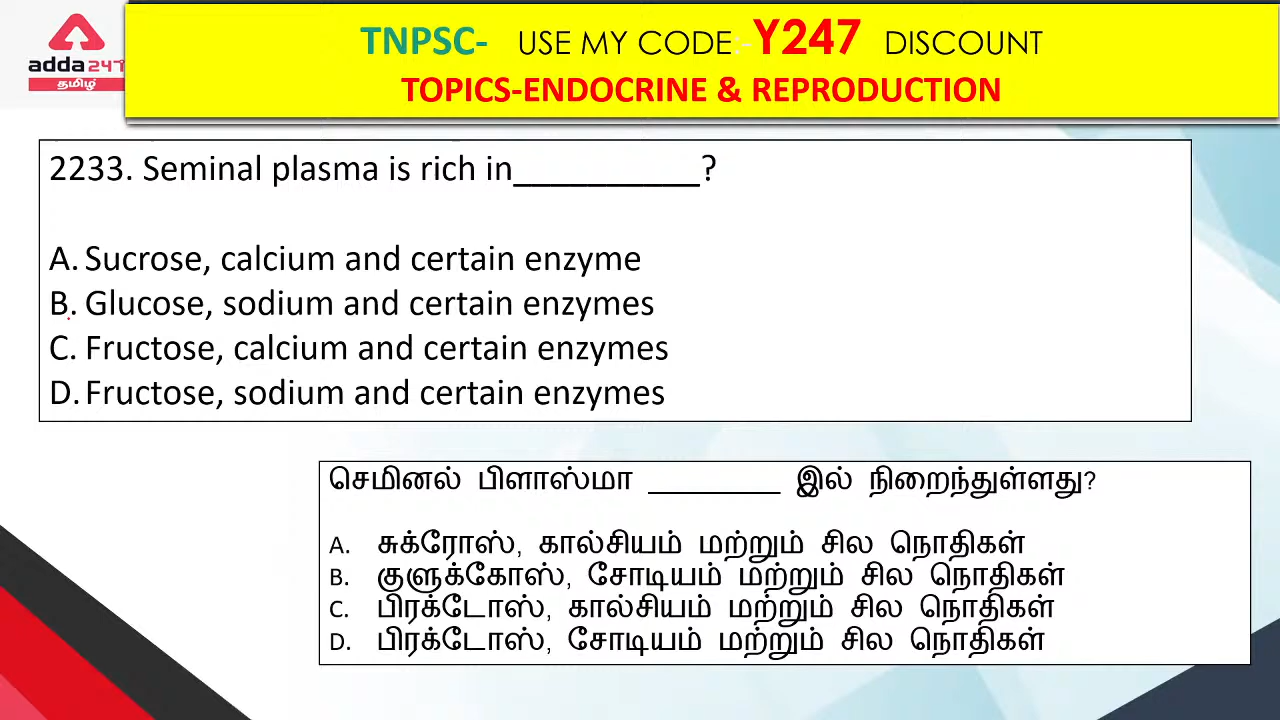 adda247
தமிழ்
TNPSC- USE MY CODE:-Y247 DISCOUNT
TOPICS-ENDOCRINE & REPRODUCTION
2233. Seminal plasma is rich in___________?
A. Sucrose, calcium and certain enzyme
B. Glucose, sodium and certain enzymes
C. Fructose, calcium and certain enzymes
D. Fructose, sodium and certain enzymes
செமினல் பிளாஸ்மா _________ இல் நிறைந்துள்ளது?
A. சுக்ரோஸ், கால்சியம் மற்றும் சில நொதிகள்
B. குளுக்கோஸ், சோடியம் மற்றும் சில நொதிகள்
C. பிரக்டோஸ், கால்சியம் மற்றும் சில நொதிகள்
D. பிரக்டோஸ், சோடியம் மற்றும் சில நொதிகள்